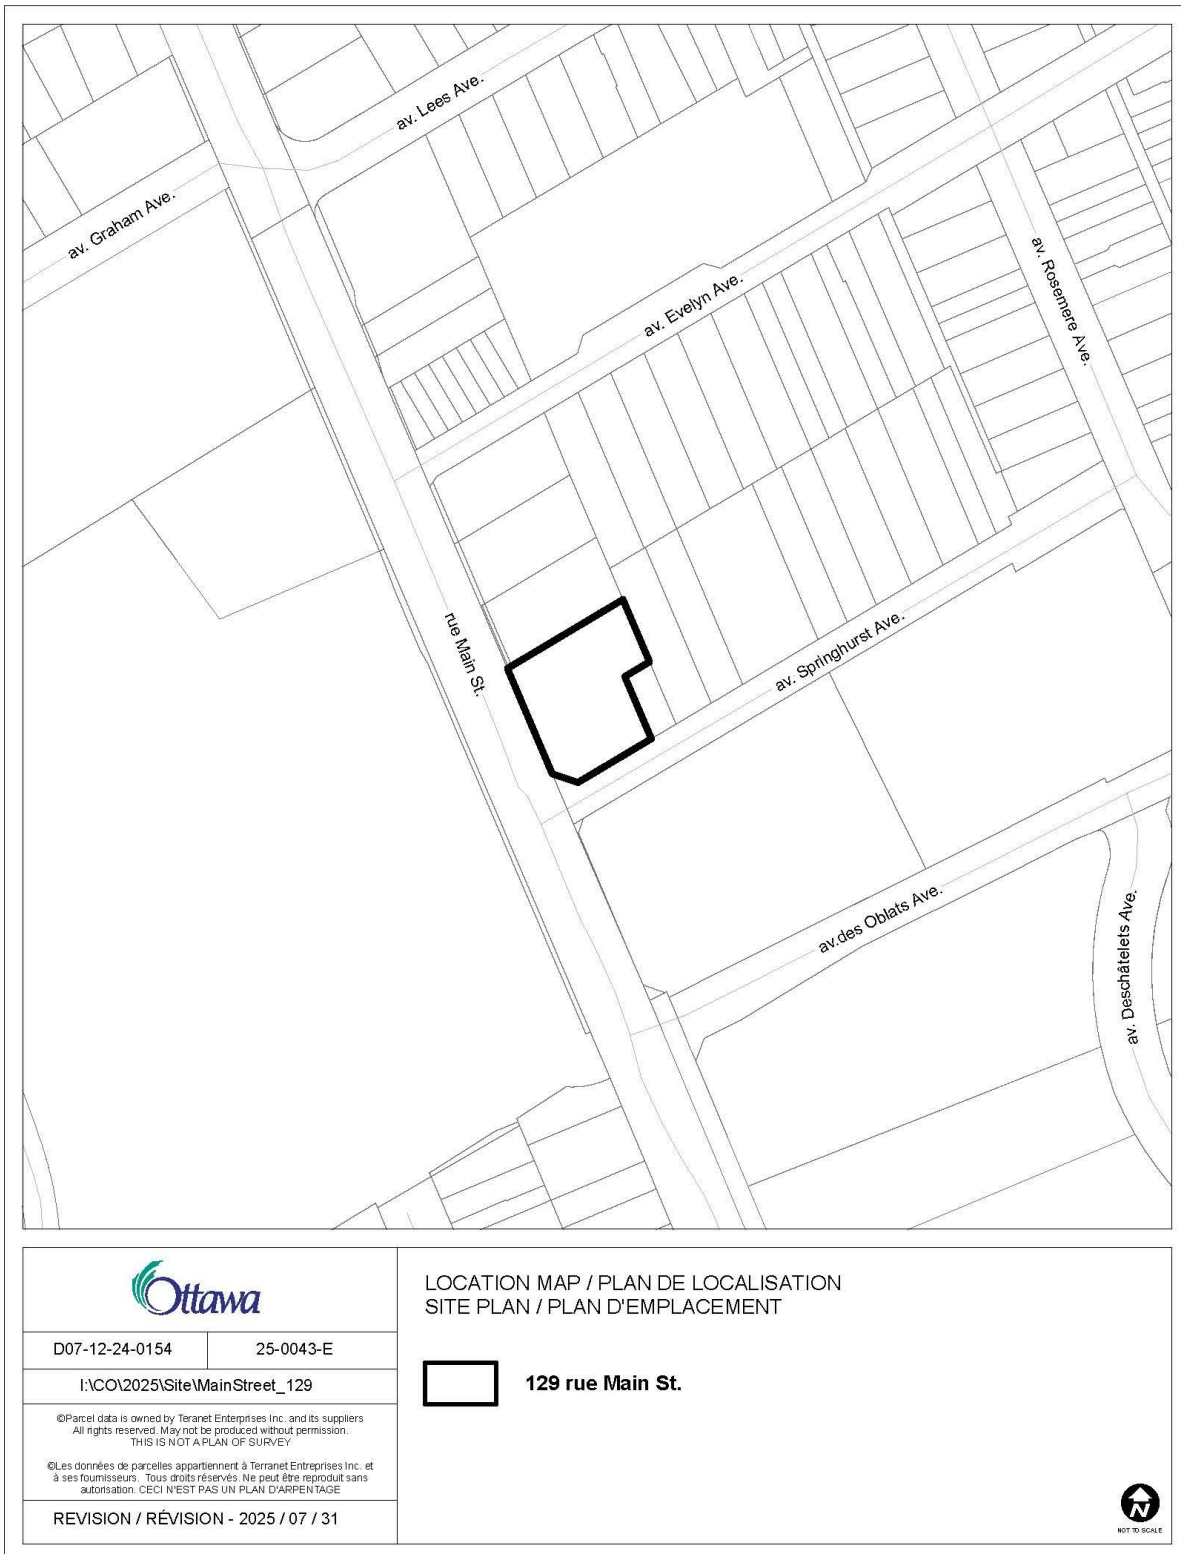 av. Lees Ave.
av. Graham Ave.
av. Evelyn Ave.
av. Rosemere Ave.
rue Main St.
av. Springhurst Ave.
av.des Oblats Ave.
av. Deschâtelets Ave.
Ottawa
D07-12-24-0154
25-0043-E
I:\CO\2025\Site\MainStreet_129
©Parcel data is owned by Teranet Enterprises Inc. and its suppliers
All rights reserved. May not be produced without permission.
THIS IS NOT A PLAN OF SURVEY
©Les données de parcelles appartiennent à Terranet Entreprises Inc. et
à ses fournisseurs. Tous droits réservés. Ne peut être reproduit sans
autorisation. CECI N'EST PAS UN PLAN D'ARPENTAGE
REVISION / RÉVISION - 2025 / 07 / 31
LOCATION MAP / PLAN DE LOCALISATION
SITE PLAN / PLAN D'EMPLACEMENT
129 rue Main St.
N
NOT TO SCALE